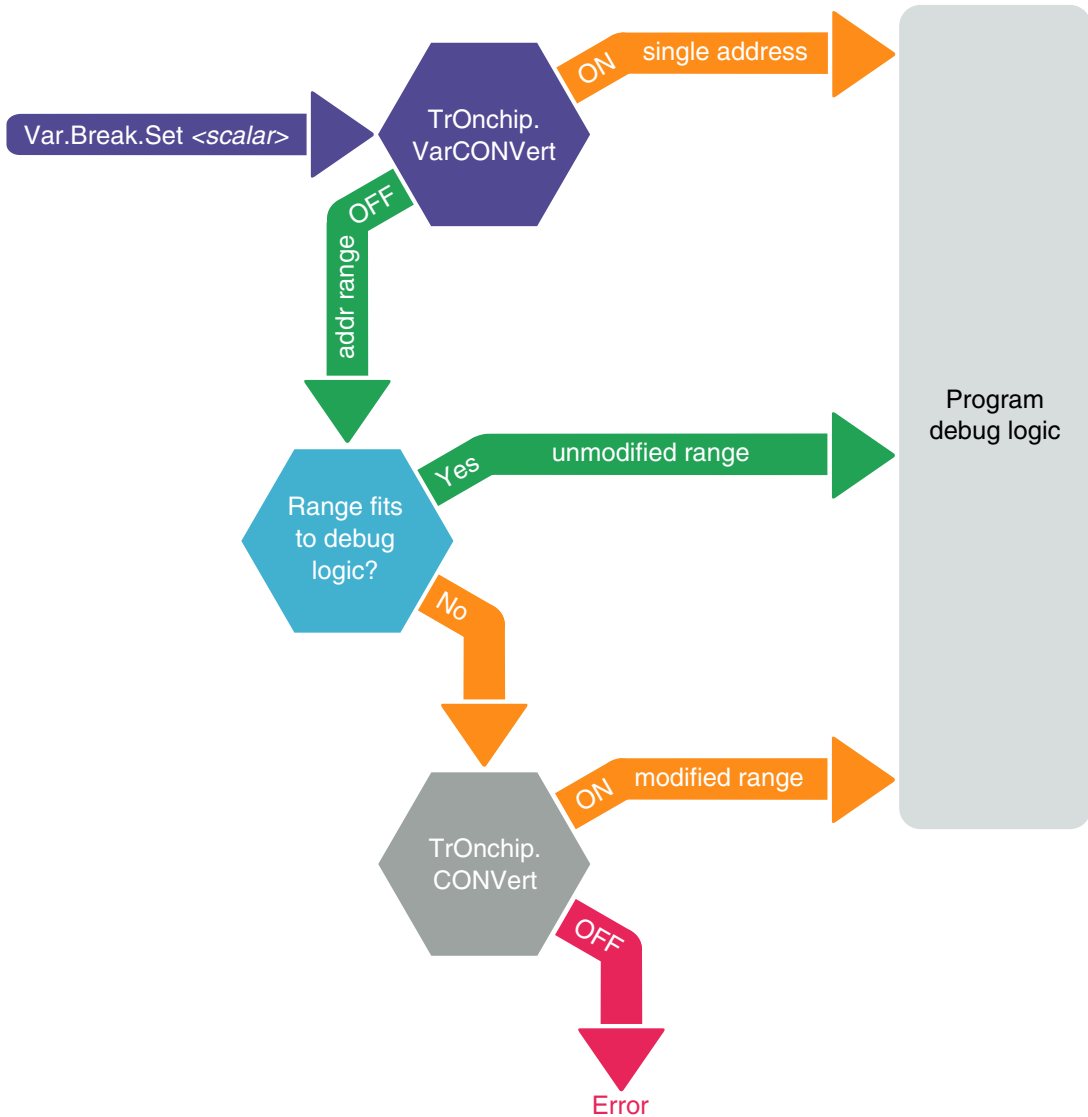 single address
ON
TrOnchip.
VarCONVert
Var.Break.Set <scalar>
OFF
addr range
Program
debug logic
unmodified range
Yes
Range fits
to debug
logic?
No
modified range
ON
TrOnchip.
CONVert
OFF
Error